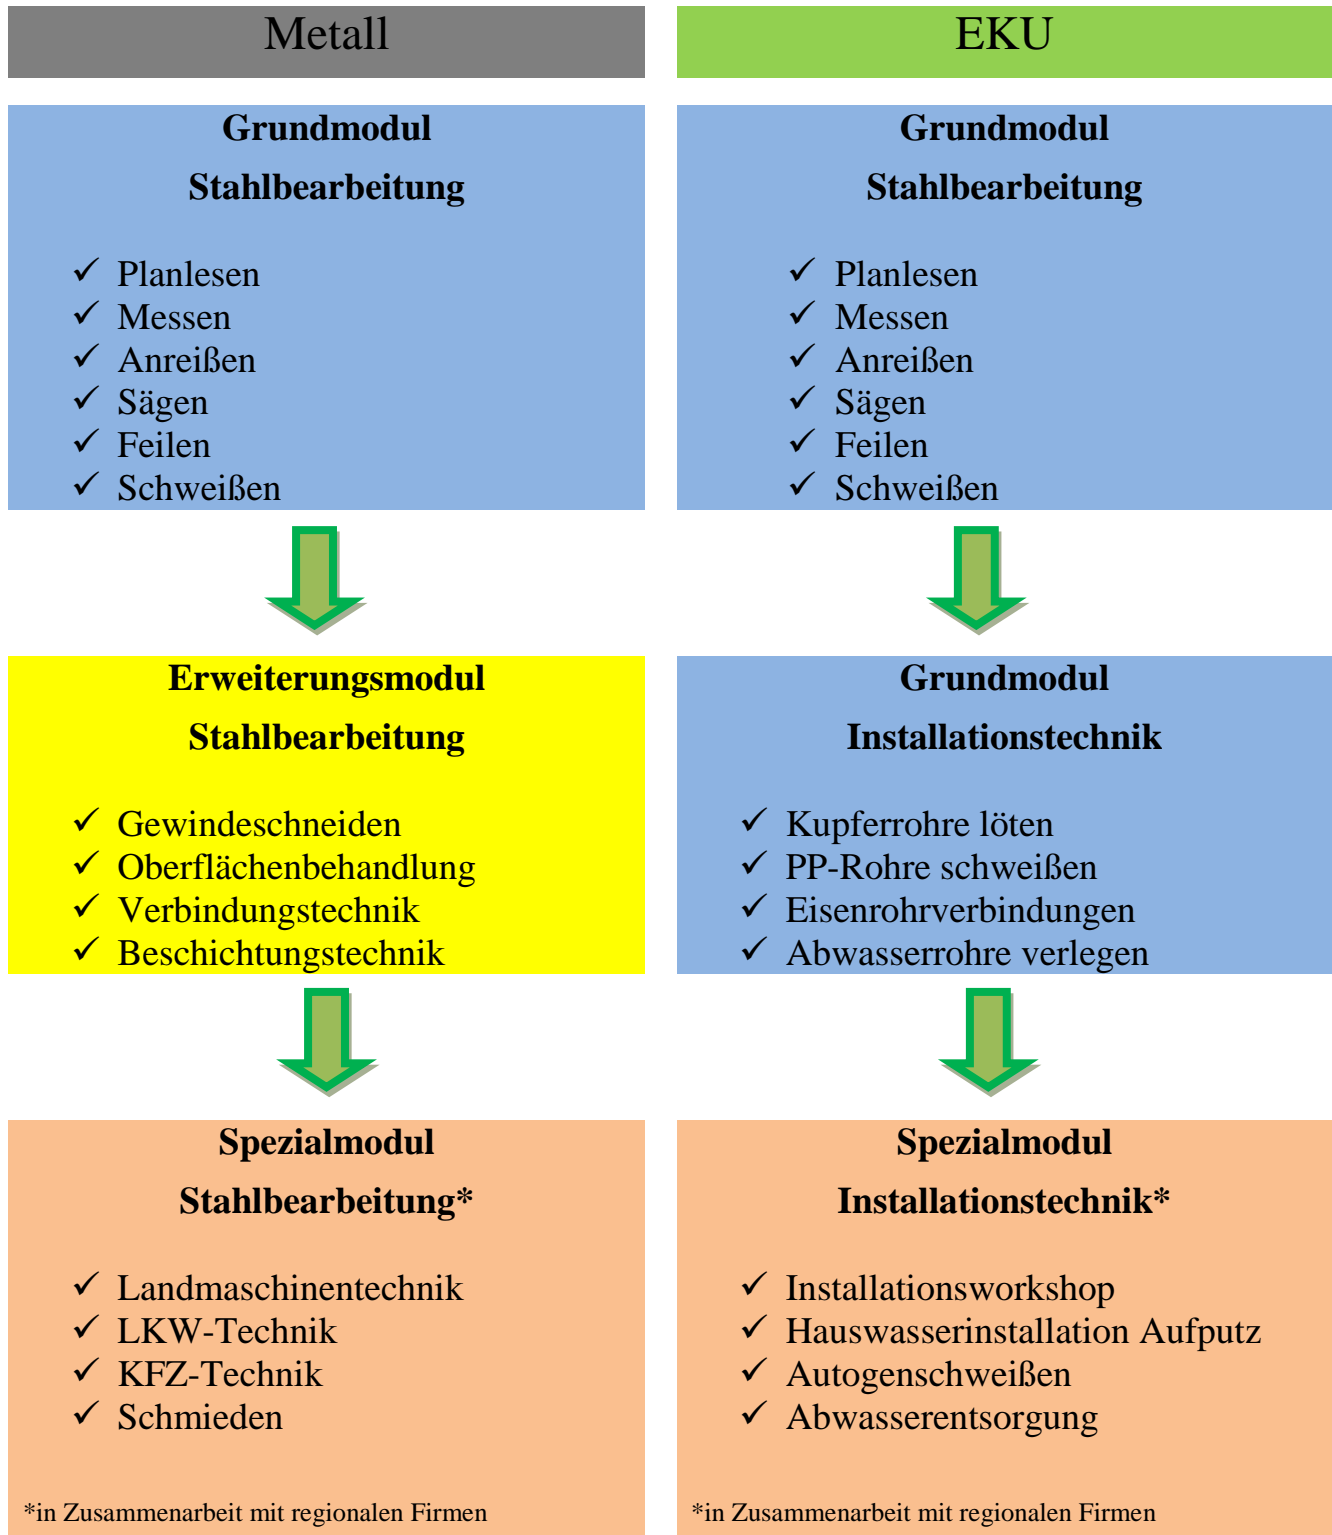 Metall
Grundmodul
Stahlbearbeitung
✓ Planlesen
✓ Messen
✓ Anreißen
✓ Sägen
✓ Feilen
✓ Schweißen
Erweiterungsmodul
Stahlbearbeitung
✓ Gewindeschneiden
✓ Oberflächenbehandlung
✓ Verbindungstechnik
✓ Beschichtungstechnik
Spezialmodul
Stahlbearbeitung*
✓ Landmaschinentechnik
✓ LKW-Technik
✓ KFZ-Technik
✓ Schmieden
*in Zusammenarbeit mit regionalen Firmen
EKU
Grundmodul
Stahlbearbeitung
✓ Planlesen
✓ Messen
✓ Anreißen
✓ Sägen
✓ Feilen
✓ Schweißen
Grundmodul
Installationstechnik
✓ Kupferrohre löten
✓ PP-Rohre schweißen
✓ Eisenrohrverbindungen
✓ Abwasserrohre verlegen
Spezialmodul
Installationstechnik*
✓ Installationsworkshop
✓ Hauswasserinstallation Aufputz
✓ Autogenschweißen
✓ Abwasserentsorgung
*in Zusammenarbeit mit regionalen Firmen